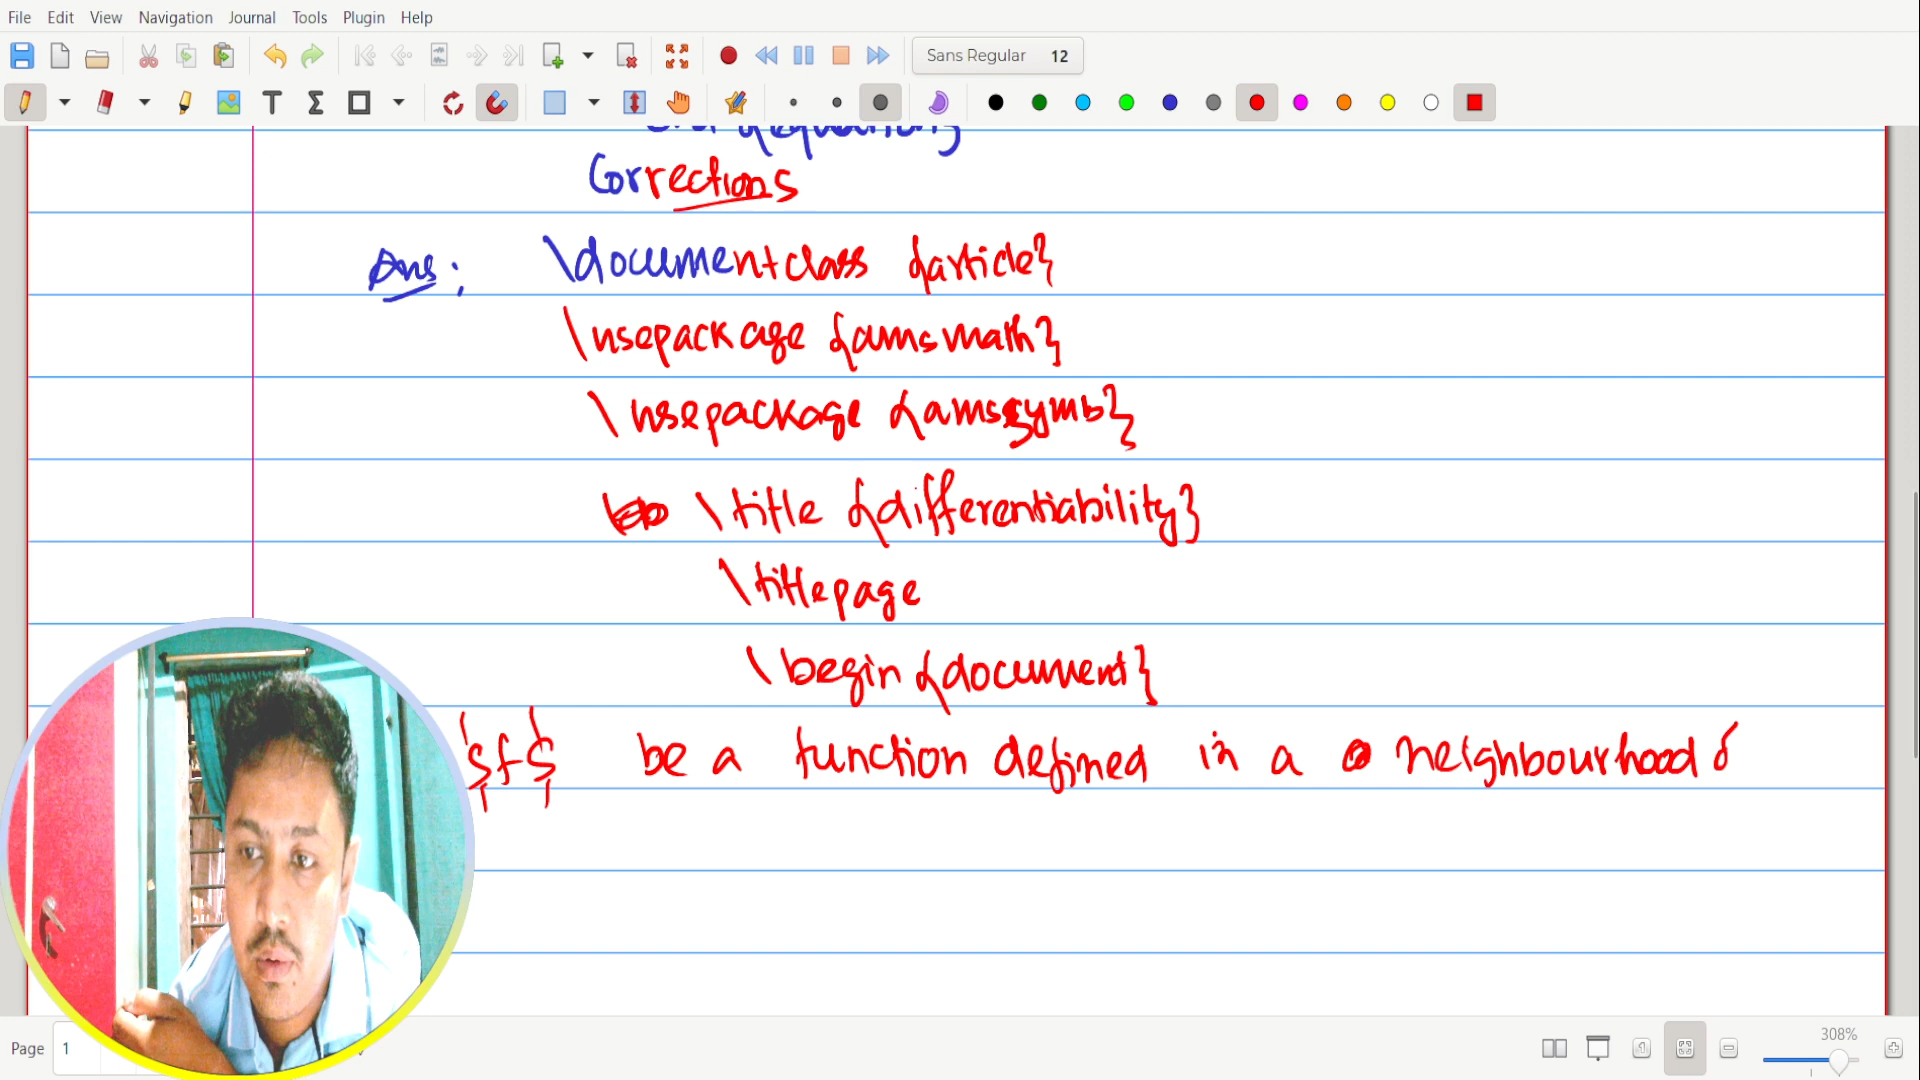 File Edit View Navigation Journal Tools Plugin Help
Sans Regular 12
Corrections
Ans: \documentclass {article}
\usepackage {amsmath}
\usepackage {amssymb}
\title {differentiability}
\titlepage
\begin {document}
$f$ be a function defined in a neighbourhood
Page 1
308%